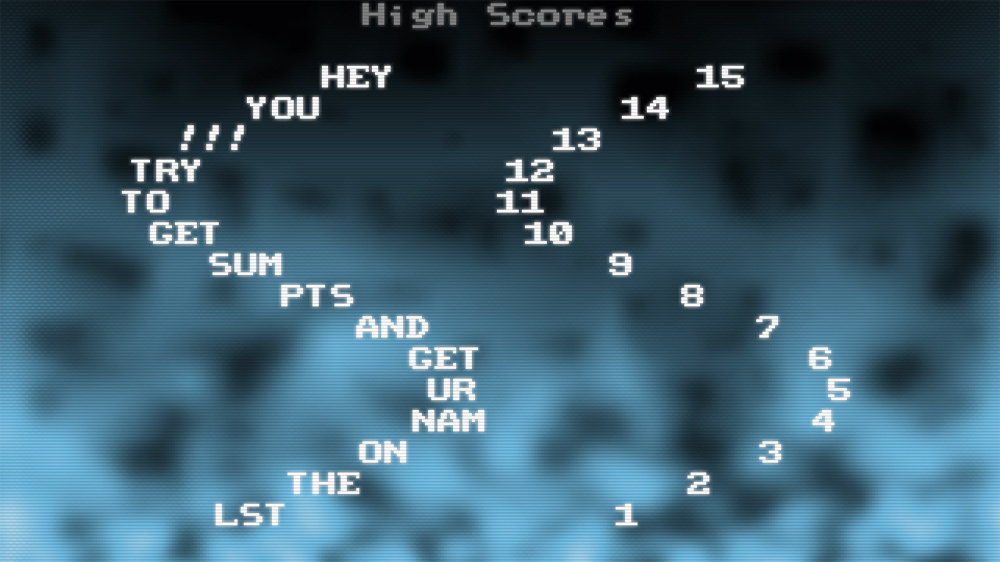 High Scores
HEY 15
YOU 14
!!! 13
TRY 12
TO 11
GET 10
SUM 9
PTS 8
AND 7
GET 6
UR 5
NAM 4
ON 3
THE 2
LST 1